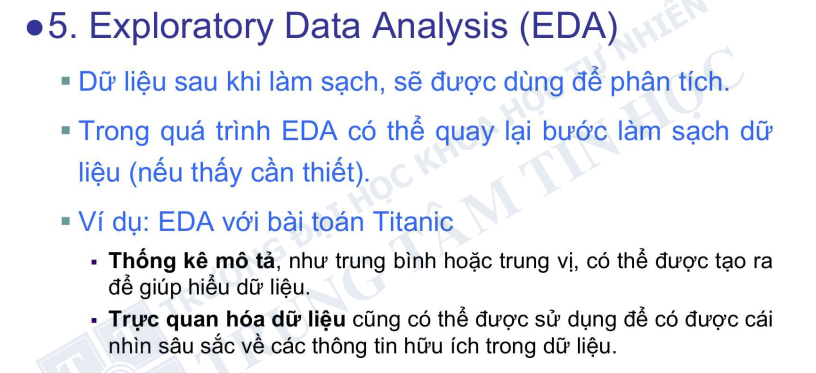 ●5. Exploratory Data Analysis (EDA)
▪ Dữ liệu sau khi làm sạch, sẽ được dùng để phân tích.
▪ Trong quá trình EDA có thể quay lại bước làm sạch dữ
liệu (nếu thấy cần thiết).
▪ Ví dụ: EDA với bài toán Titanic
▪ Thống kê mô tả, như trung bình hoặc trung vị, có thể được tạo ra
để giúp hiểu dữ liệu.
▪ Trực quan hóa dữ liệu cũng có thể được sử dụng để có được cái
nhìn sâu sắc về các thông tin hữu ích trong dữ liệu.
TRƯỜNG ĐẠI HỌC KHOA HỌC TỰ NHIÊN
TRUNG TÂM TIN HỌC